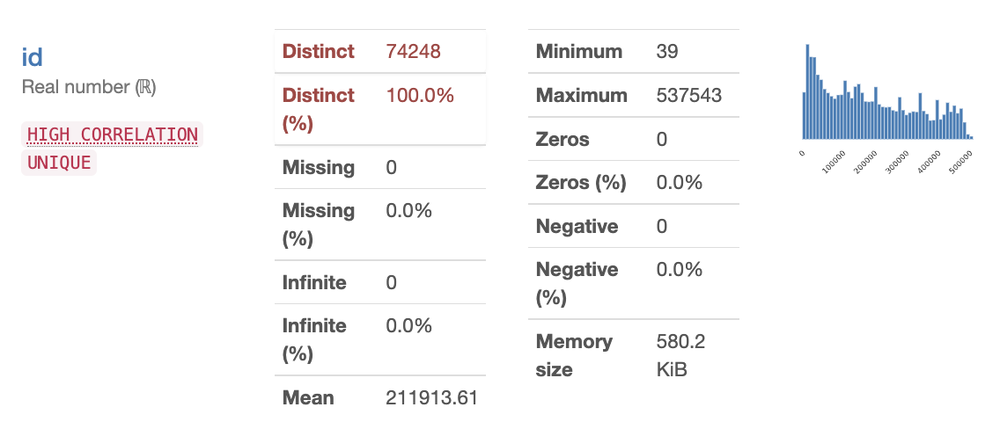 id
Real number (ℝ)
HIGH CORRELATION
UNIQUE
Distinct 74248
Distinct (%) 100.0%
Missing 0
Missing (%) 0.0%
Infinite 0
Infinite (%) 0.0%
Mean 211913.61
Minimum 39
Maximum 537543
Zeros 0
Zeros (%) 0.0%
Negative 0
Negative (%) 0.0%
Memory size 580.2 KiB
0 100000 200000 300000 400000 500000